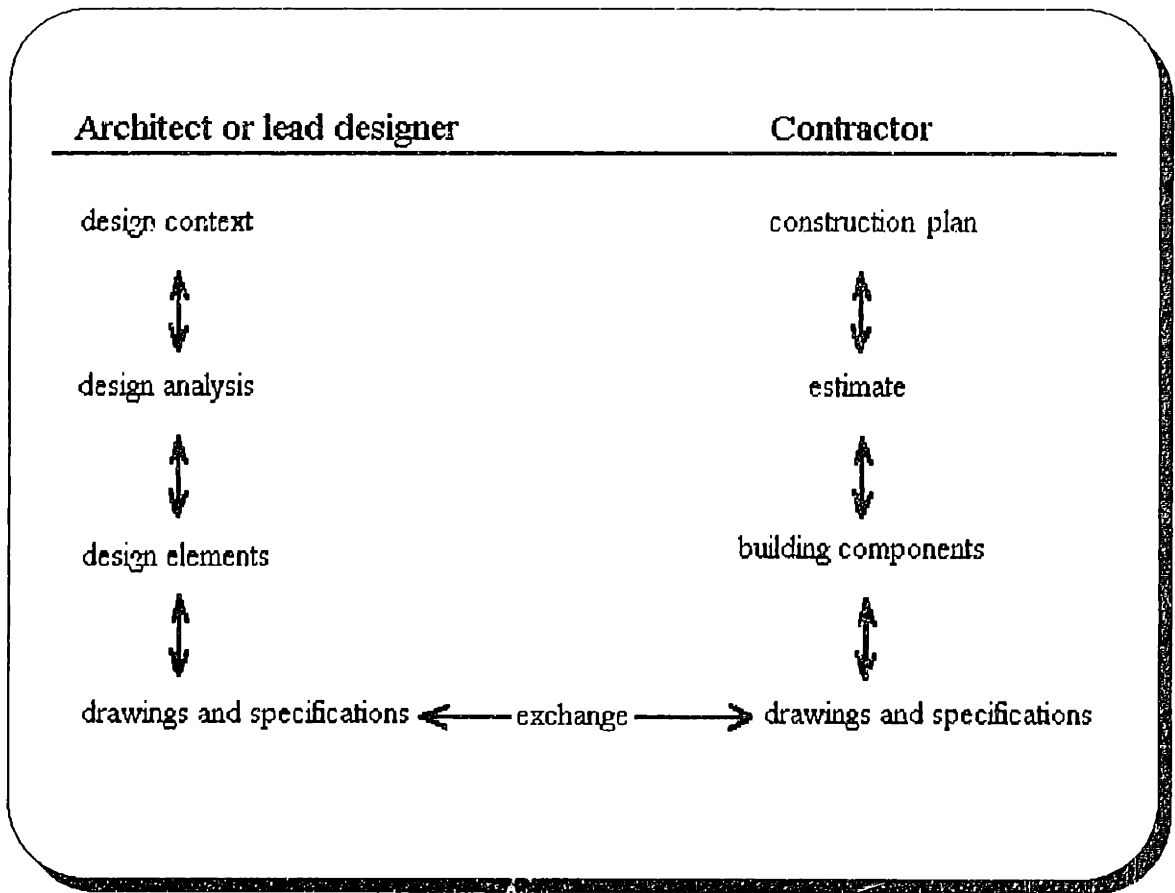 Architect or lead designer Contractor
design context construction plan
design analysis estimate
design elements building components
drawings and specifications exchange drawings and specifications